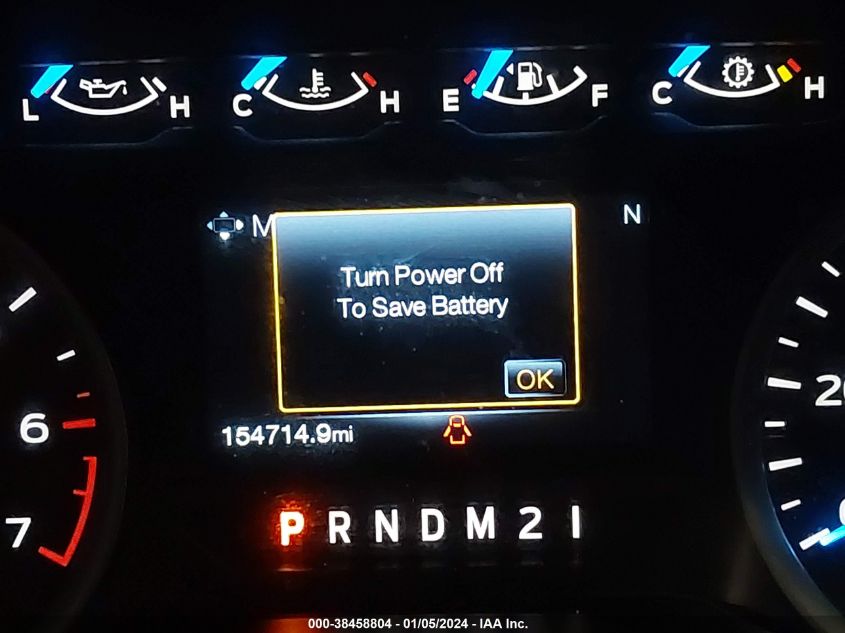 L H C H E F C H
M
N
Turn Power Off
To Save Battery
OK
154714.9mi
6
7
20
P R N D M 2 I
000-38458804 - 01/05/2024 - IAA Inc.